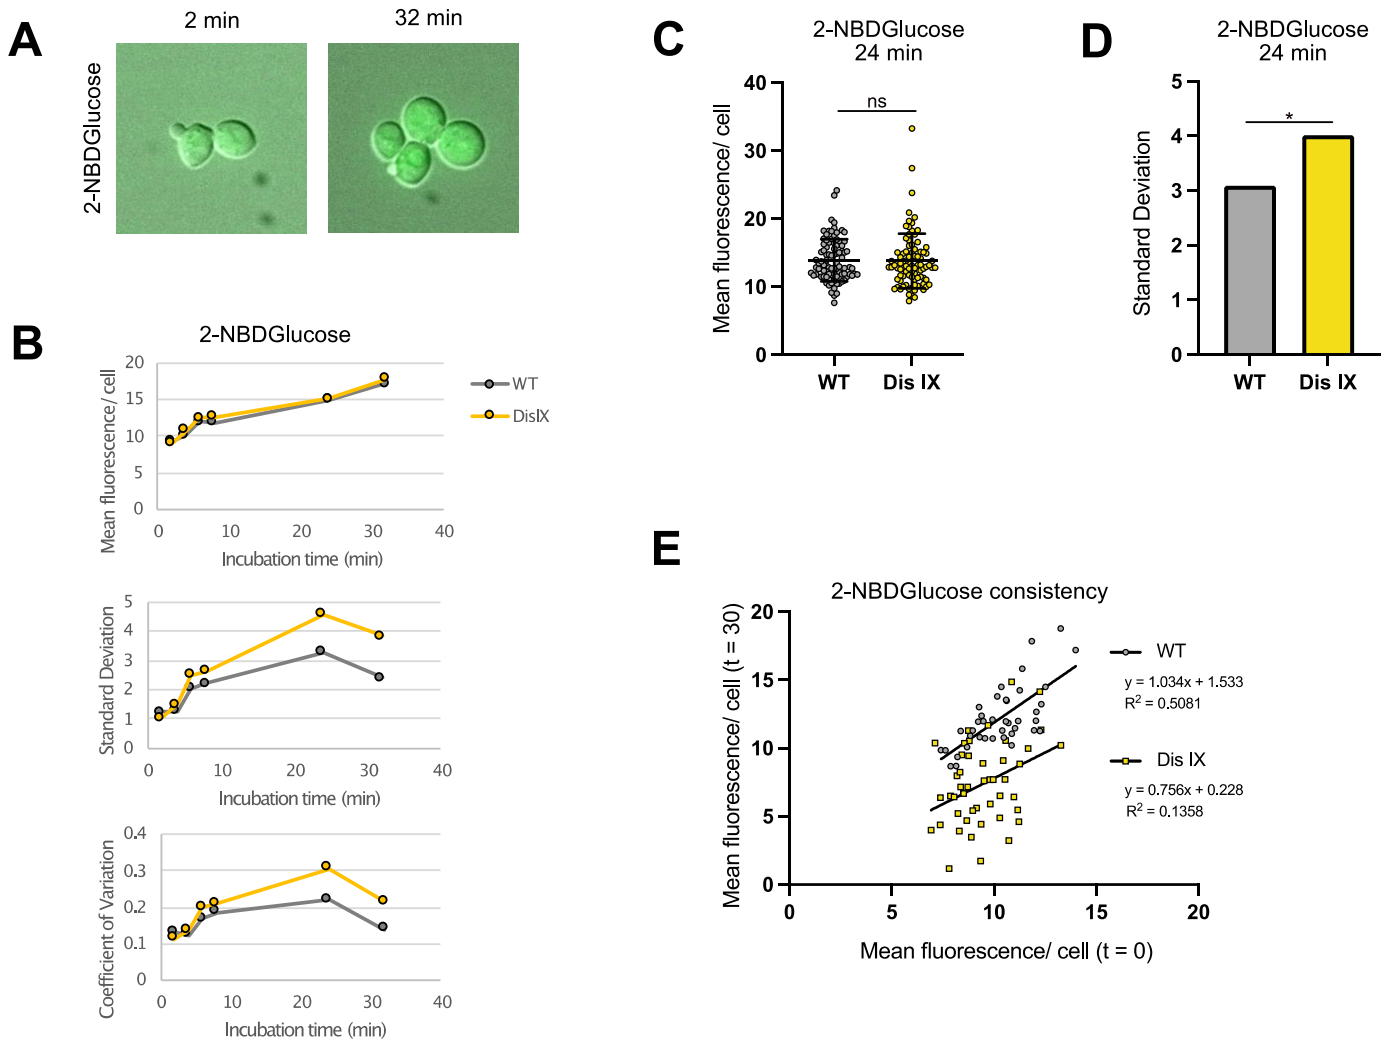 A
2 min
32 min
2-NBDGlucose
B
2-NBDGlucose
Mean fluorescence/ cell
20
15
10
5
0
0
10
20
30
40
Incubation time (min)
WT
DisIX
Standard Deviation
5
4
3
2
1
0
0
10
20
30
40
Incubation time (min)
Coefficient of Variation
0.4
0.3
0.2
0.1
0
0
10
20
30
40
Incubation time (min)
C
2-NBDGlucose
24 min
Mean fluorescence/ cell
40
30
20
10
0
ns
WT
Dis IX
D
2-NBDGlucose
24 min
Standard Deviation
5
4
3
2
1
0
*
WT
Dis IX
E
2-NBDGlucose consistency
Mean fluorescence/ cell (t = 30)
20
15
10
5
0
0
5
10
15
20
Mean fluorescence/ cell (t = 0)
WT
y = 1.034x + 1.533
R² = 0.5081
Dis IX
y = 0.756x + 0.228
R² = 0.1358